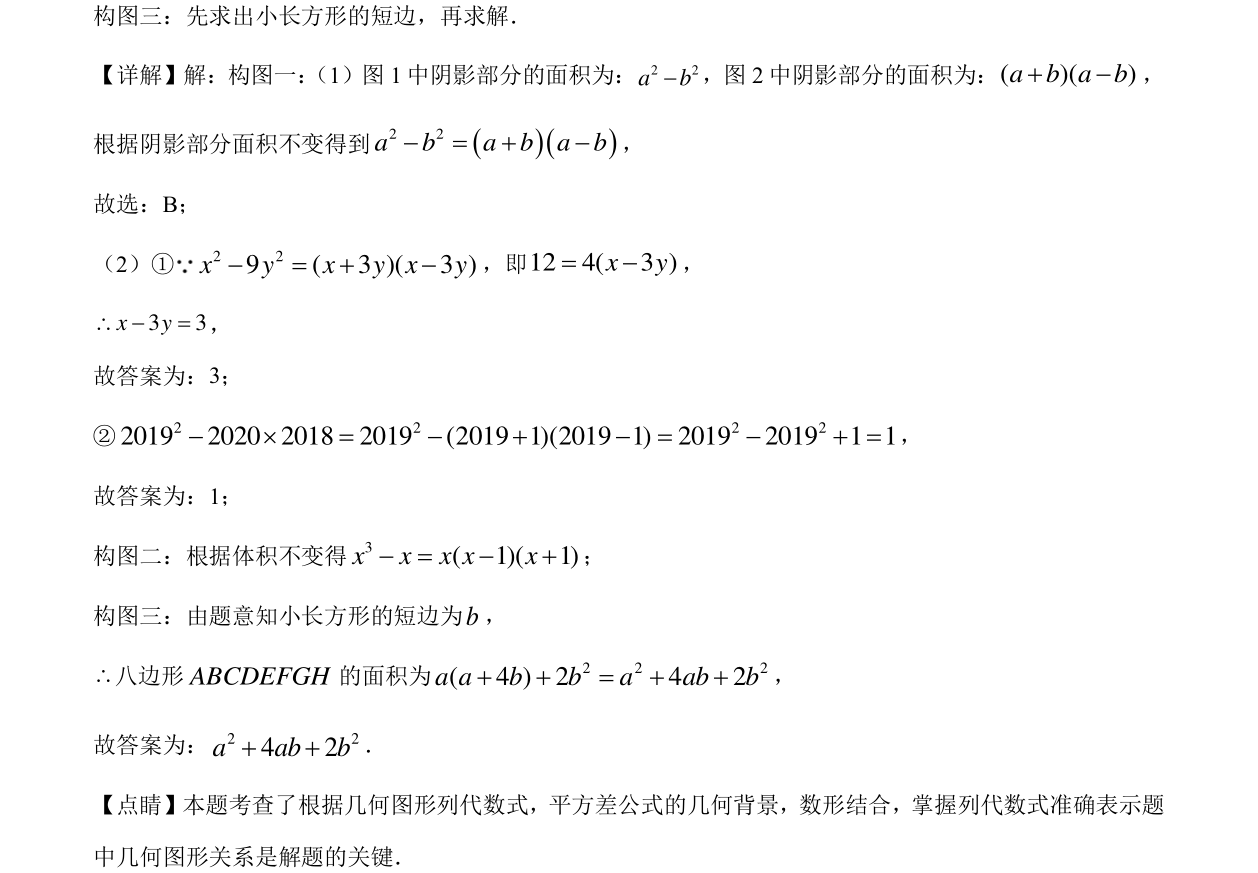 构图三：先求出小长方形的短边，再求解．
【详解】解：构图一：（1）图 1 中阴影部分的面积为：a²−b²，图 2 中阴影部分的面积为：(a+b)(a−b)，
根据阴影部分面积不变得到a²−b²=(a+b)(a−b)，
故选：B；
（2）①∵x²−9y²=(x+3y)(x−3y)，即12=4(x−3y)，
∴x−3y=3，
故答案为：3；
②2019²−2020×2018=2019²−(2019+1)(2019−1)=2019²−2019²+1=1，
故答案为：1；
构图二：根据体积不变得x³−x=x(x−1)(x+1)；
构图三：由题意知小长方形的短边为b，
∴八边形 ABCDEFGH 的面积为a(a+4b)+2b²=a²+4ab+2b²，
故答案为：a²+4ab+2b²．
【点睛】本题考查了根据几何图形列代数式，平方差公式的几何背景，数形结合，掌握列代数式准确表示题
中几何图形关系是解题的关键．